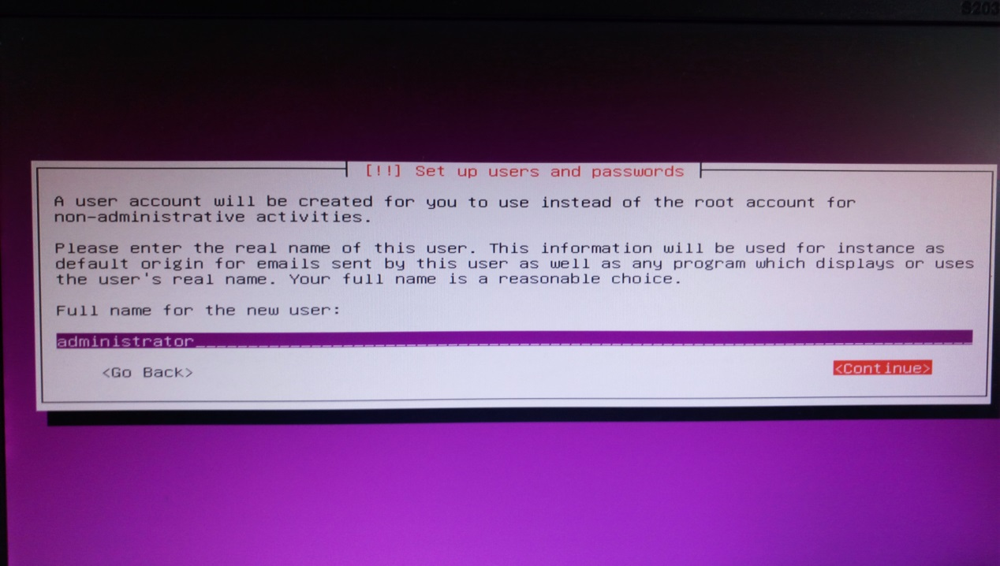 [!!] Set up users and passwords
A user account will be created for you to use instead of the root account for
non-administrative activities.
Please enter the real name of this user. This information will be used for instance as
default origin for emails sent by this user as well as any program which displays or uses
the user's real name. Your full name is a reasonable choice.
Full name for the new user:
administrator
<Go Back> <Continue>